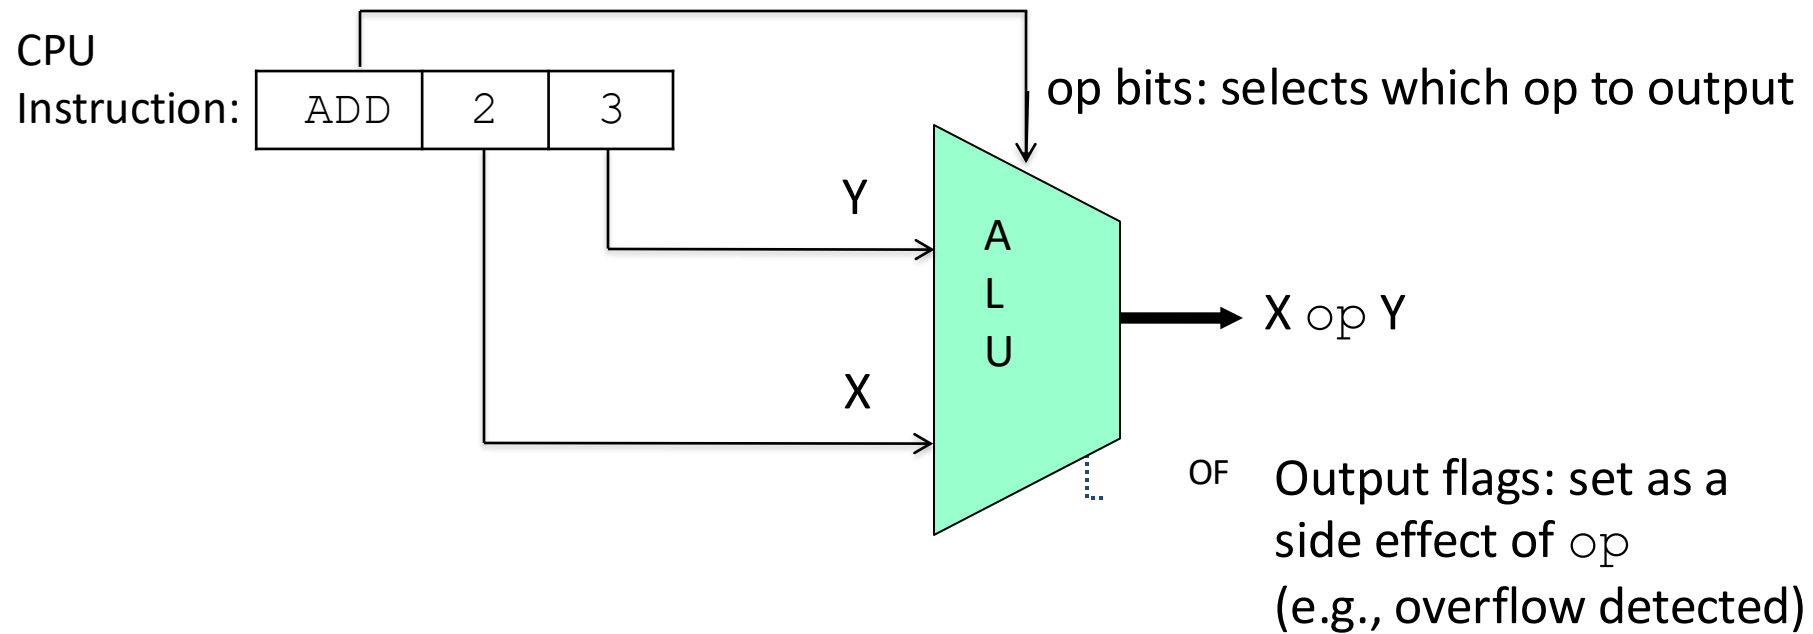 CPU
Instruction:
ADD 2 3
op bits: selects which op to output
Y
A
L
U
X op Y
X
OF
Output flags: set as a
side effect of op
(e.g., overflow detected)